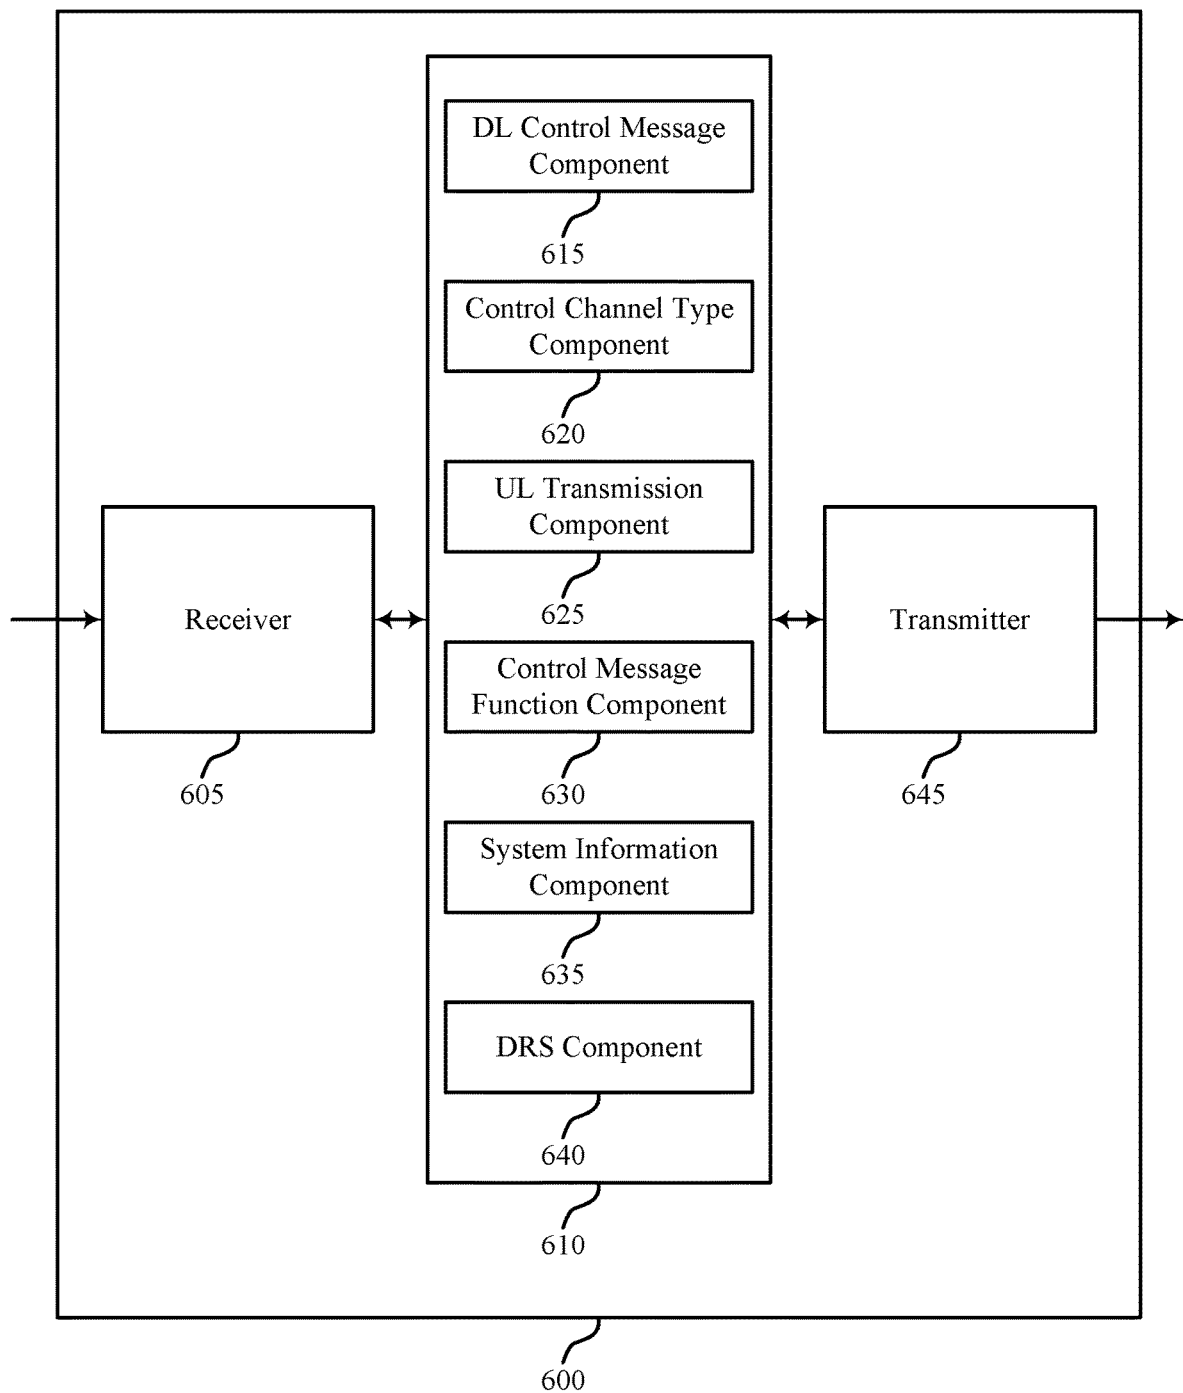 DL Control Message
Component
615
Control Channel Type
Component
620
UL Transmission
Component
625
Receiver
605
Control Message
Function Component
630
Transmitter
645
System Information
Component
635
DRS Component
640
610
600